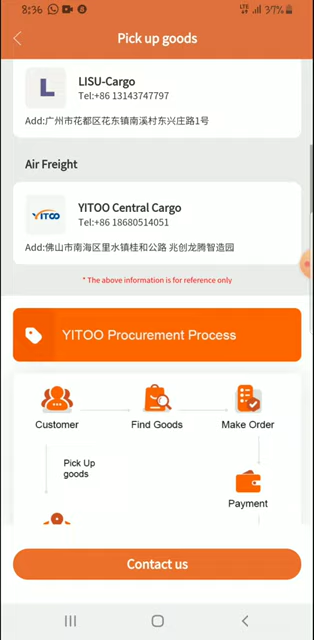 8:36
LTE 37%
Pick up goods
L
LISU-Cargo
Tel:+86 13143747797
Add:广州市花都区花东镇南溪村东兴庄路1号
Air Freight
YITOO
YITOO Central Cargo
Tel:+86 18680514051
Add:佛山市南海区里水镇桂和公路 兆创龙腾智造园
* The above information is for reference only
YITOO Procurement Process
Customer
Find Goods
Make Order
Pick Up
goods
Payment
Contact us